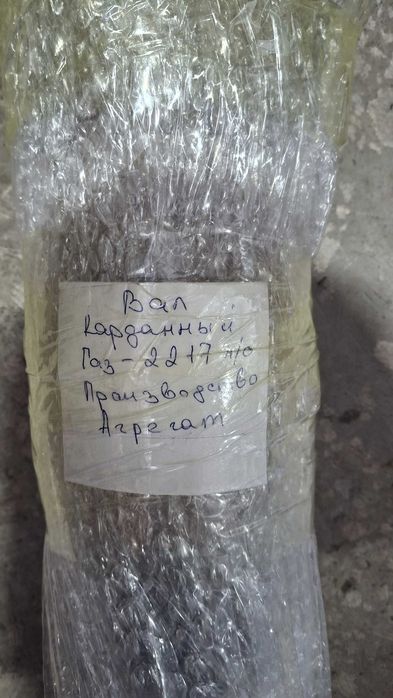 Вал
Карданный
Газ-2217 п/о
Производство
Агрегат